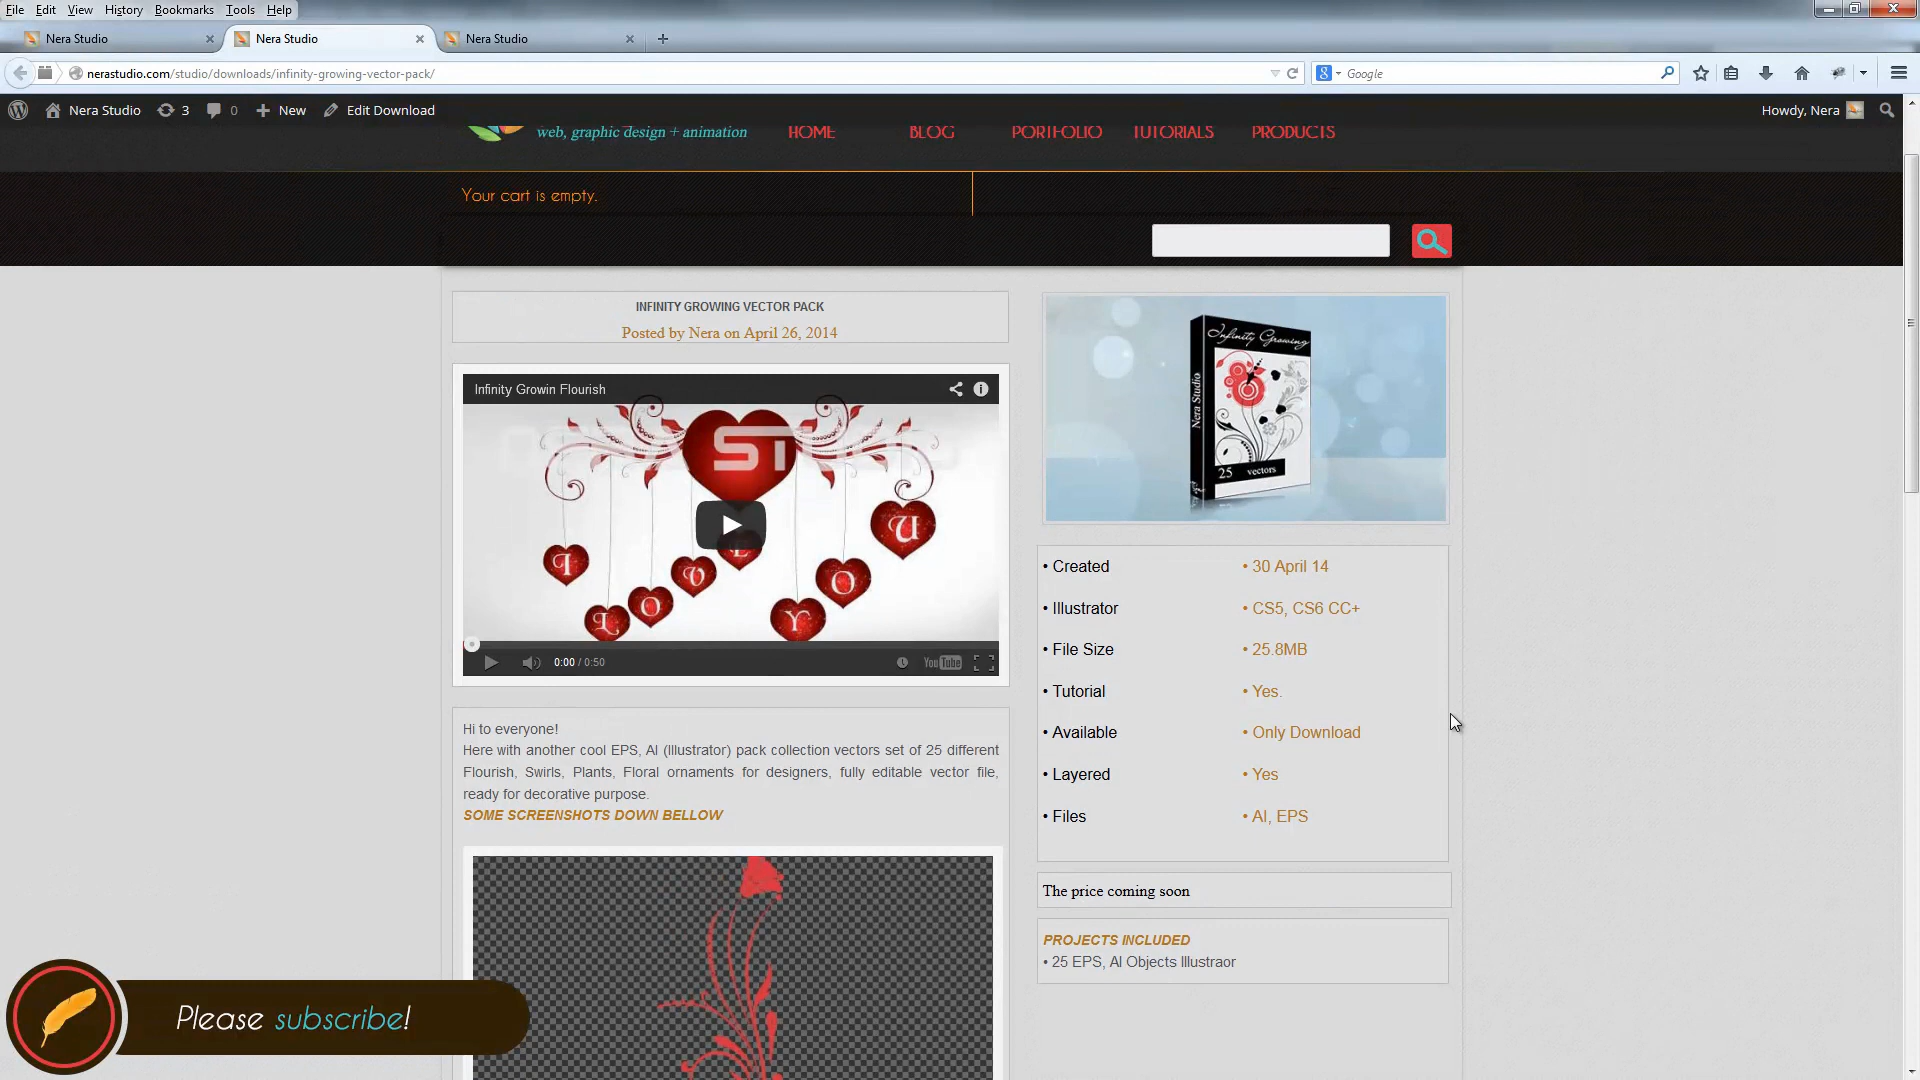 File Edit View History Bookmarks Tools Help
Nera Studio Nera Studio Nera Studio
nerastudio.com/studio/downloads/infinity-growing-vector-pack/ Google
Nera Studio 3 0 New Edit Download Howdy, Nera
web, graphic design + animation HOME BLOG PORTFOLIO TUTORIALS PRODUCTS
Your cart is empty.
INFINITY GROWING VECTOR PACK
Posted by Nera on April 26, 2014
Infinity Growin Flourish
I L O V E Y O U
0:00 / 0:50 YouTube
Hi to everyone!
Here with another cool EPS, AI (Illustrator) pack collection vectors set of 25 different
Flourish, Swirls, Plants, Floral ornaments for designers, fully editable vector file,
ready for decorative purpose.
SOME SCREENSHOTS DOWN BELLOW
Infinity Growing
Nera Studio
25 vectors
• Created • 30 April 14
• Illustrator • CS5, CS6 CC+
• File Size • 25.8MB
• Tutorial • Yes.
• Available • Only Download
• Layered • Yes
• Files • AI, EPS
The price coming soon
PROJECTS INCLUDED
• 25 EPS, AI Objects Illustraor
Please subscribe!